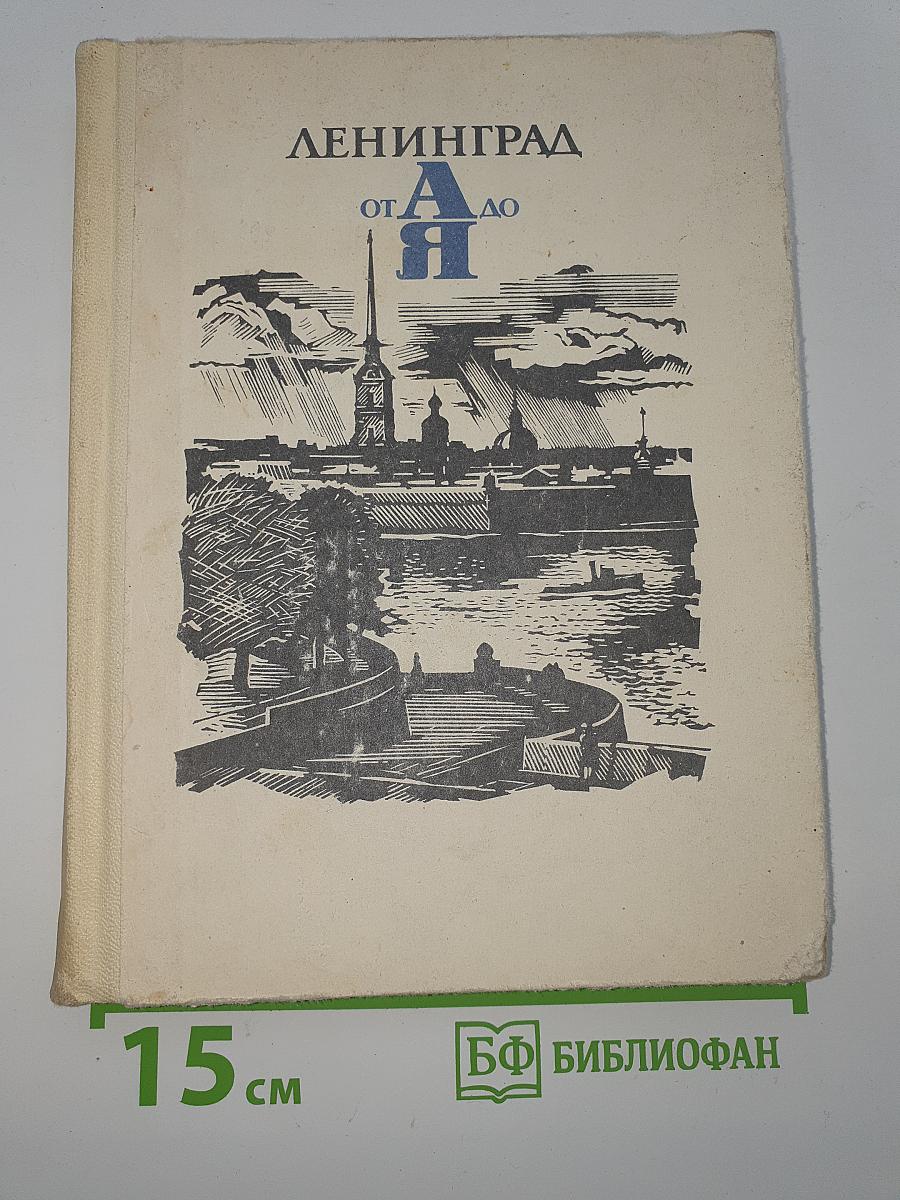 ЛЕНИНГРАД
ОТ А ДО
Я
15 см
БФ БИБЛИОФАН